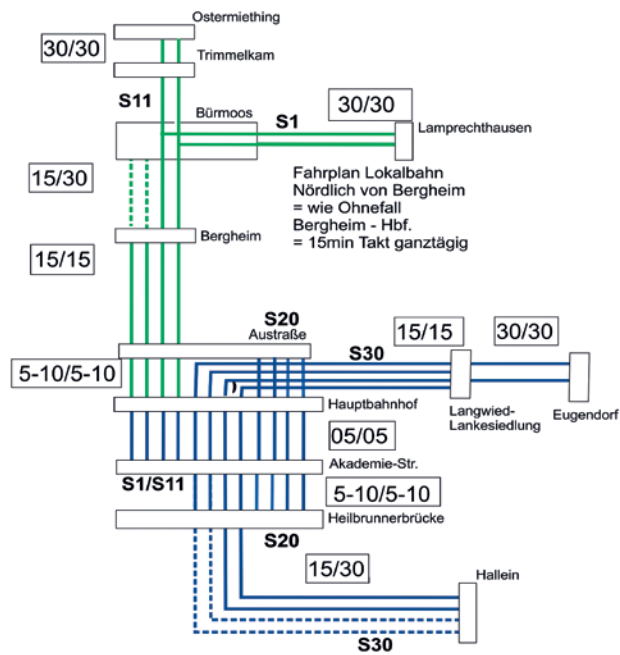 Ostermiething
30/30
Trimmelkam
S11
Bürmoos
30/30
S1
Lamprechthausen
15/30
Fahrplan Lokalbahn
Nördlich von Bergheim
= wie Ohnefall
Bergheim - Hbf.
= 15min Takt ganztägig
Bergheim
15/15
S20
Austraße
15/15
30/30
S30
5-10/5-10
Hauptbahnhof
Langwied-
Lankesiedlung
Eugendorf
05/05
Akademie-Str.
S1/S11
5-10/5-10
Heilbrunnerbrücke
S20
15/30
Hallein
S30